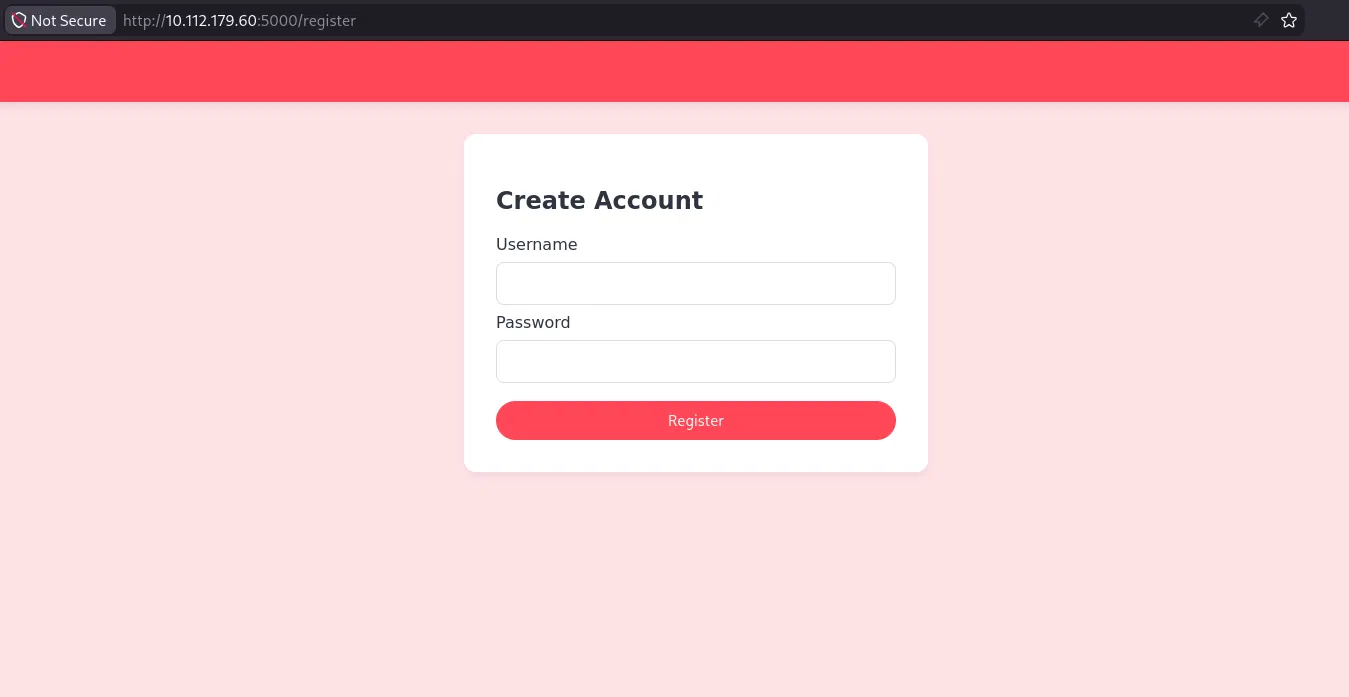 Not Secure http://10.112.179.60:5000/register
Create Account
Username
Password
Register